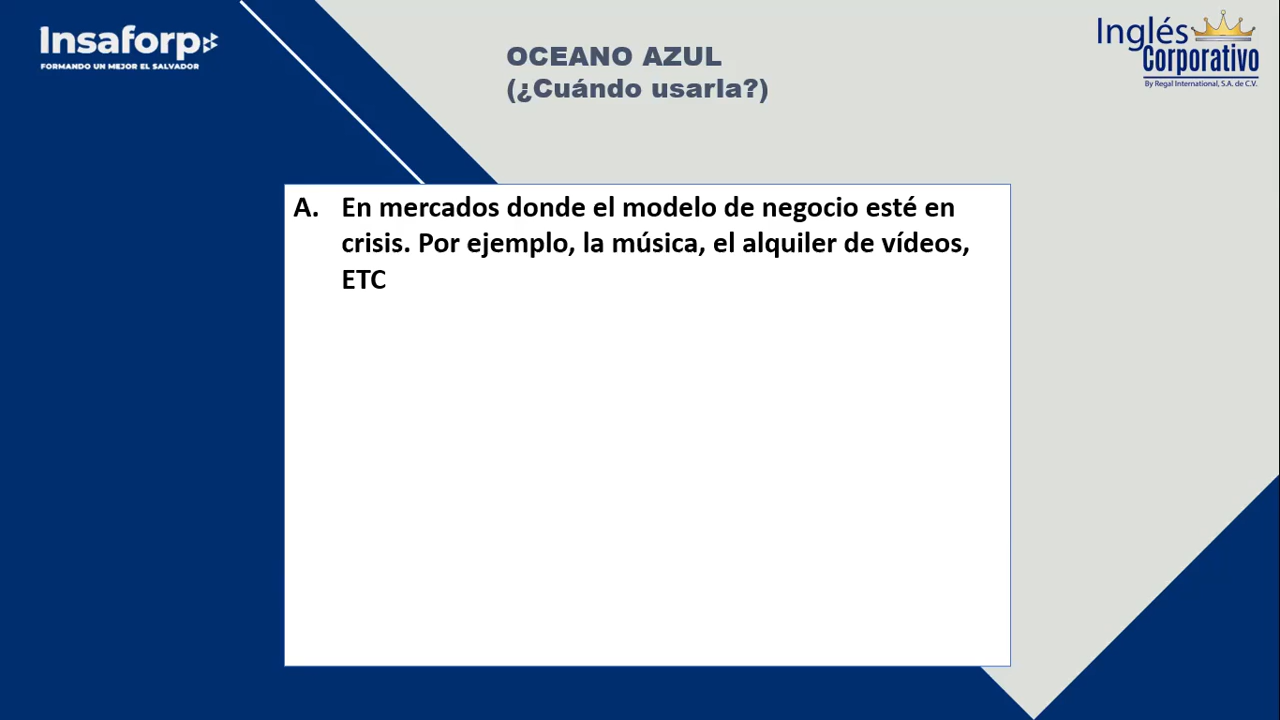 Insaforp
FORMANDO UN MEJOR EL SALVADOR
OCEANO AZUL
(¿Cuándo usarla?)
Inglés
Corporativo
By Regal International, S.A. de C.V.
A. En mercados donde el modelo de negocio esté en
crisis. Por ejemplo, la música, el alquiler de vídeos,
ETC